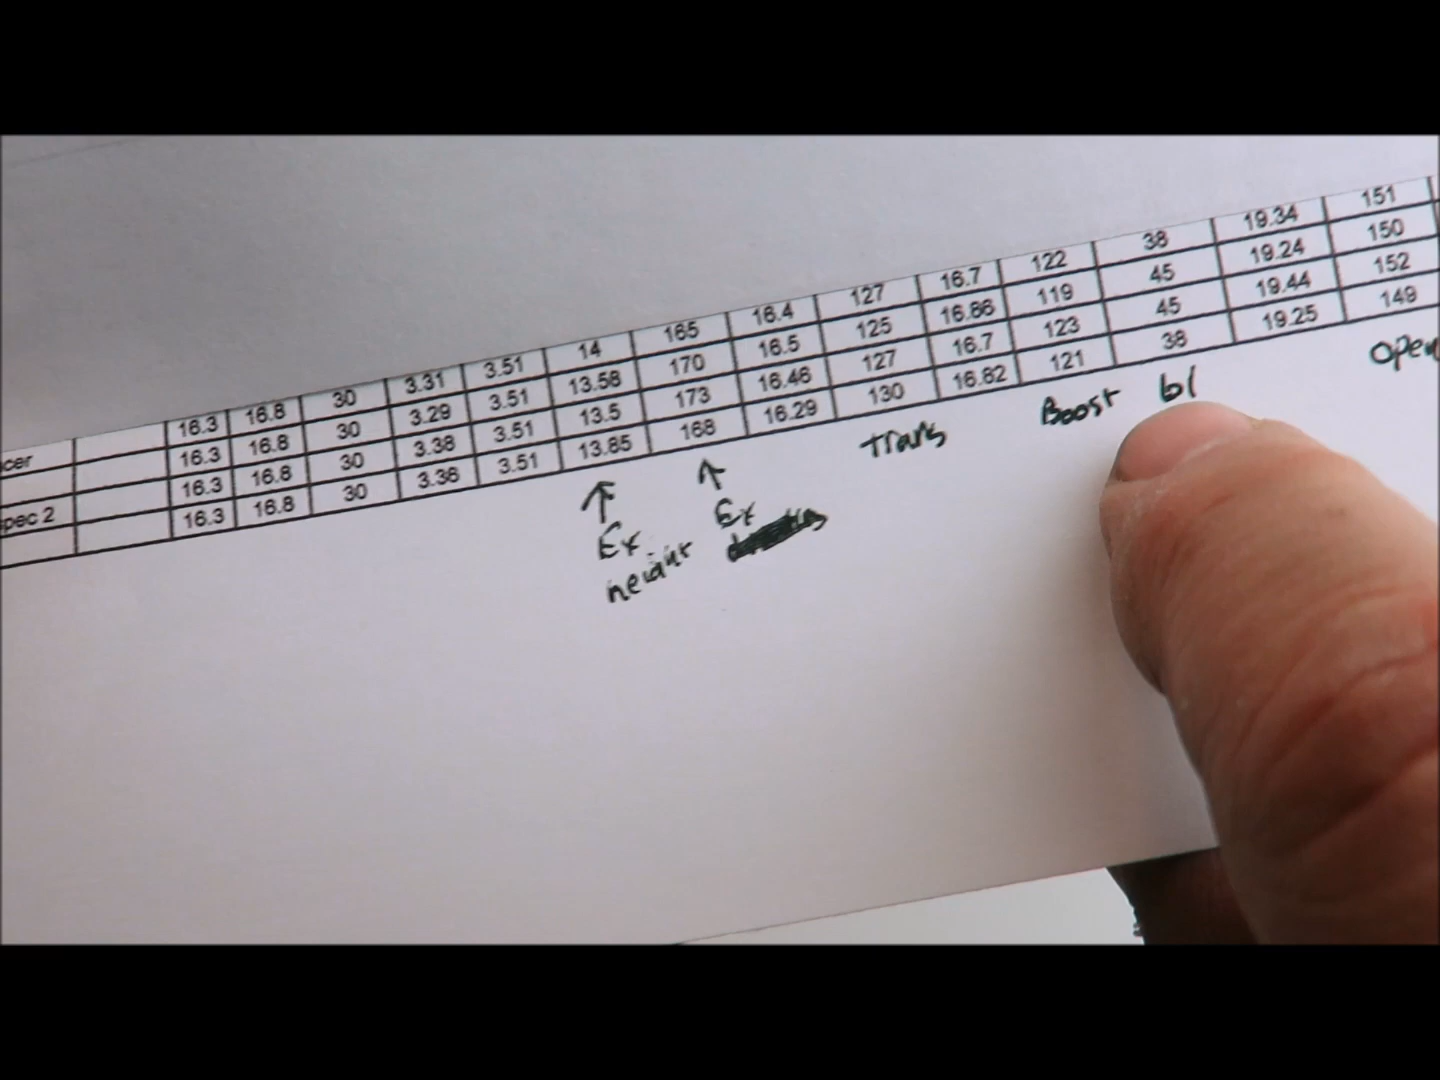 16.3 16.8 30 3.31 3.51 14 165 16.4 127 16.7 122 38 19.34 151
cer 16.3 16.8 30 3.29 3.51 13.58 170 16.5 125 16.86 119 45 19.24 150
16.3 16.8 30 3.38 3.51 13.5 173 16.46 127 16.7 123 45 19.44 152
pec 2 16.3 16.8 30 3.36 3.51 13.85 168 16.29 130 16.82 121 38 19.25 149
Ex
height
Ex
Trans
Boost
bl
Open